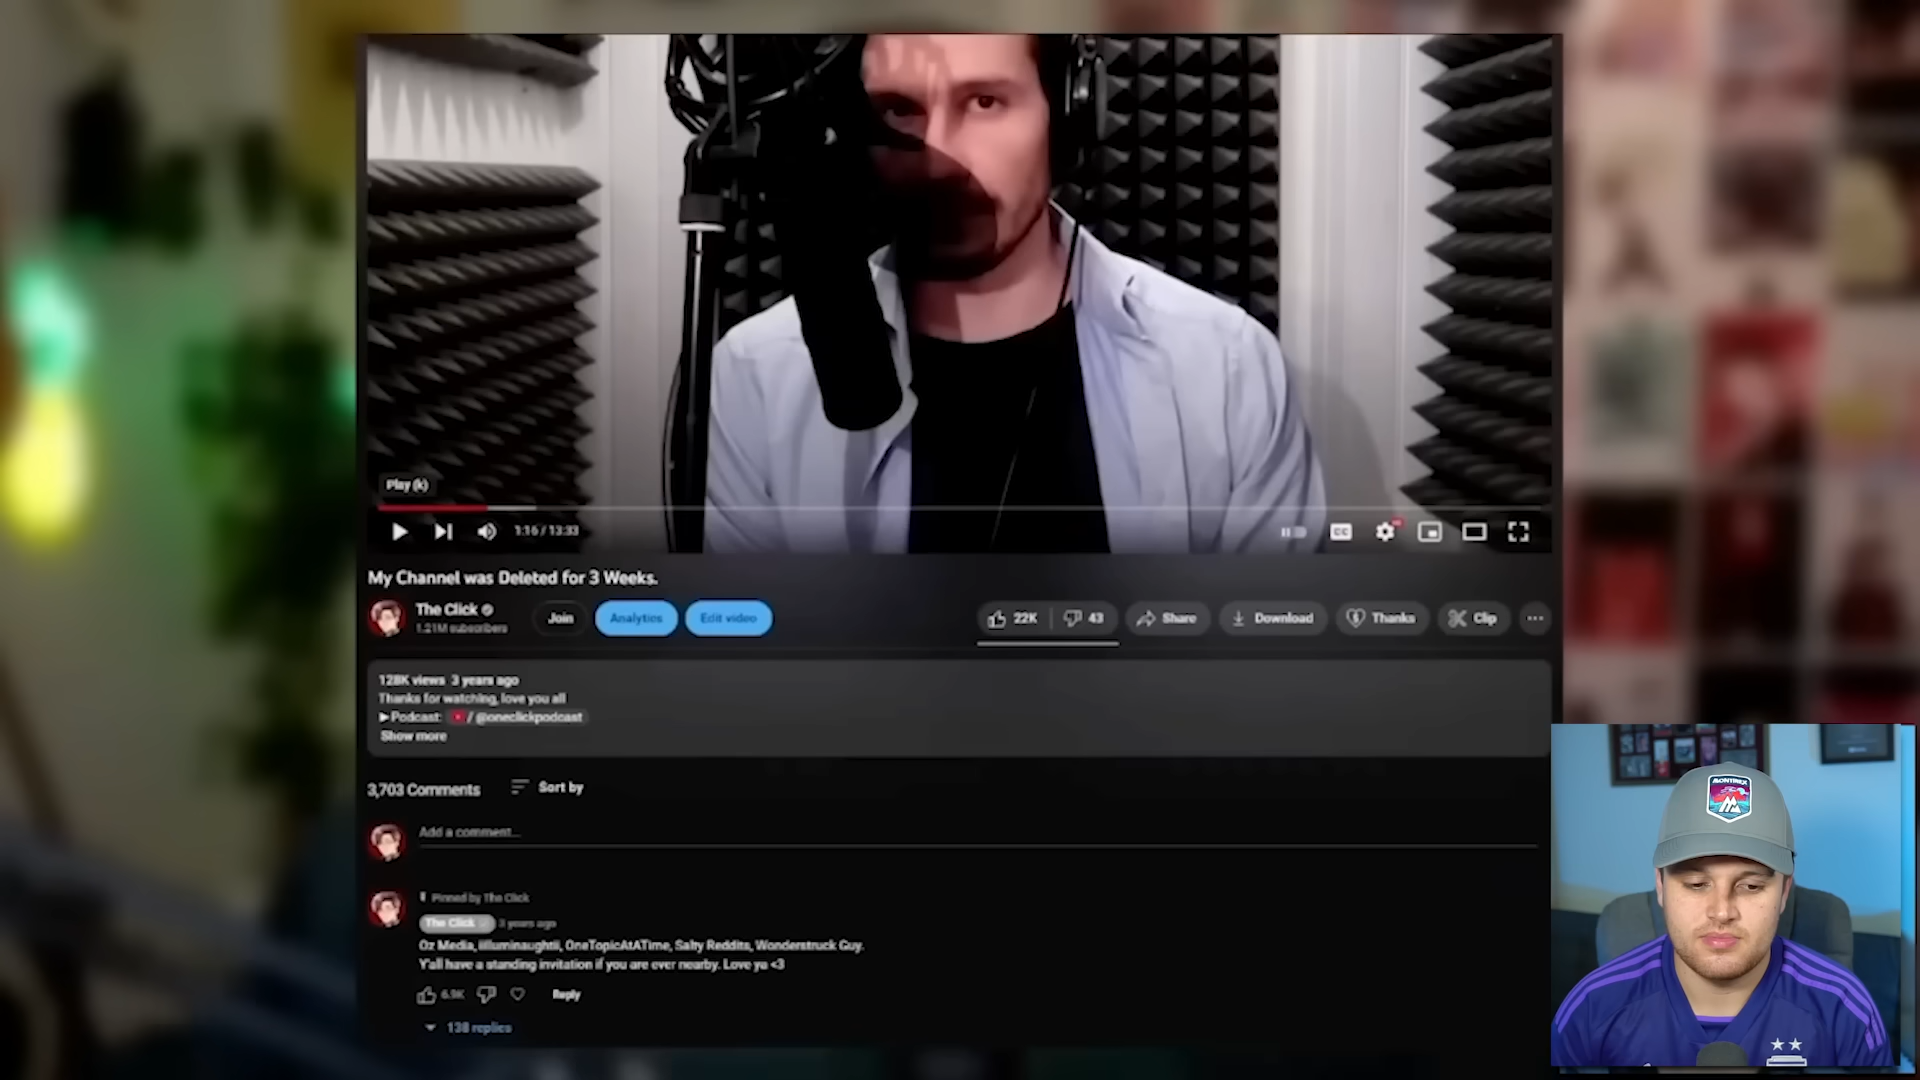 Play (k)
1:16 / 13:33
CC
My Channel was Deleted for 3 Weeks.
The Click
1.21M subscribers
Join
Analytics
Edit video
22K
43
Share
Download
Thanks
Clip
128K views 3 years ago
Thanks for watching, love you all
▶Podcast: / @oneclickpodcast
Show more
3,703 Comments
Sort by
Add a comment...
Pinned by The Click
The Click 3 years ago
Oz Media, iilluminaughtii, OneTopicAtATime, Salty Reddits, Wonderstruck Guy.
Y'all have a standing invitation if you are ever nearby. Love ya <3
6.9K
Reply
138 replies
MONTIREX